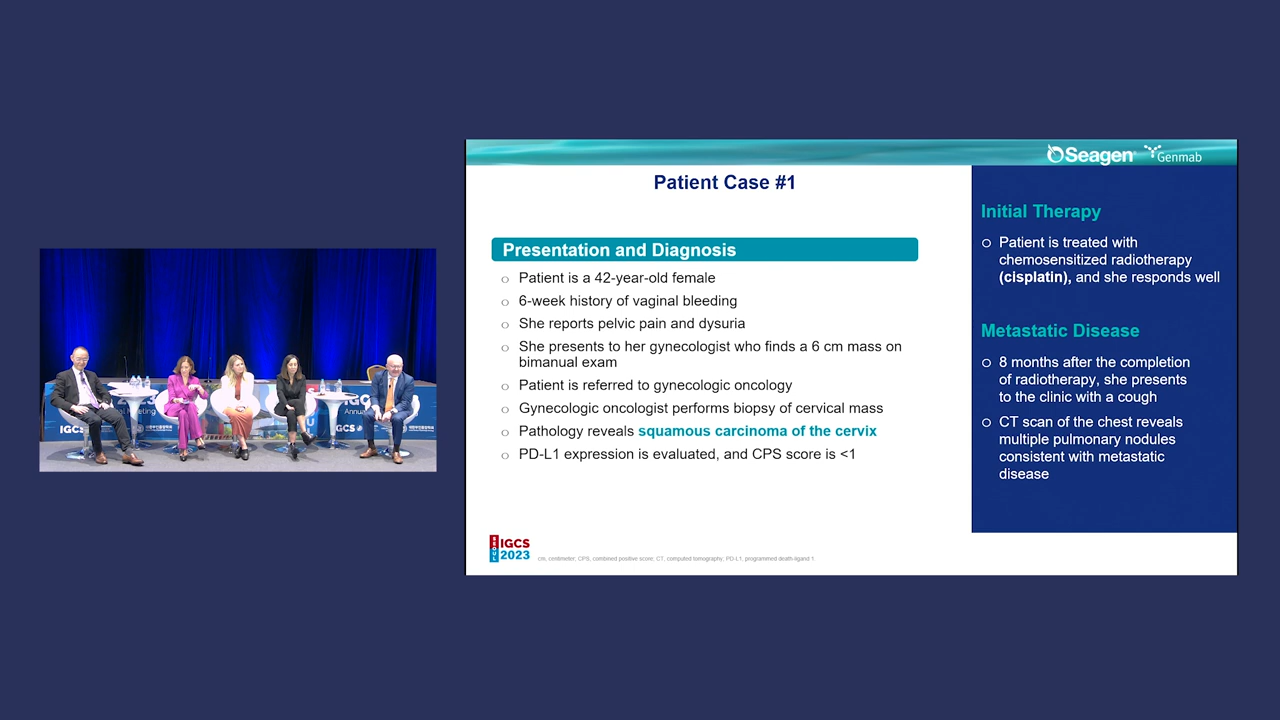 Seagen Genmab
Patient Case #1
Presentation and Diagnosis
o Patient is a 42-year-old female
o 6-week history of vaginal bleeding
o She reports pelvic pain and dysuria
o She presents to her gynecologist who finds a 6 cm mass on
bimanual exam
o Patient is referred to gynecologic oncology
o Gynecologic oncologist performs biopsy of cervical mass
o Pathology reveals squamous carcinoma of the cervix
o PD-L1 expression is evaluated, and CPS score is <1
Initial Therapy
o Patient is treated with
chemosensitized radiotherapy
(cisplatin), and she responds well
Metastatic Disease
o 8 months after the completion
of radiotherapy, she presents
to the clinic with a cough
o CT scan of the chest reveals
multiple pulmonary nodules
consistent with metastatic
disease
SEOUL
IGCS
2023
cm, centimeter; CPS, combined positive score; CT, computed tomography; PD-L1, programmed death-ligand 1.
IGCS
IGCS
Annua